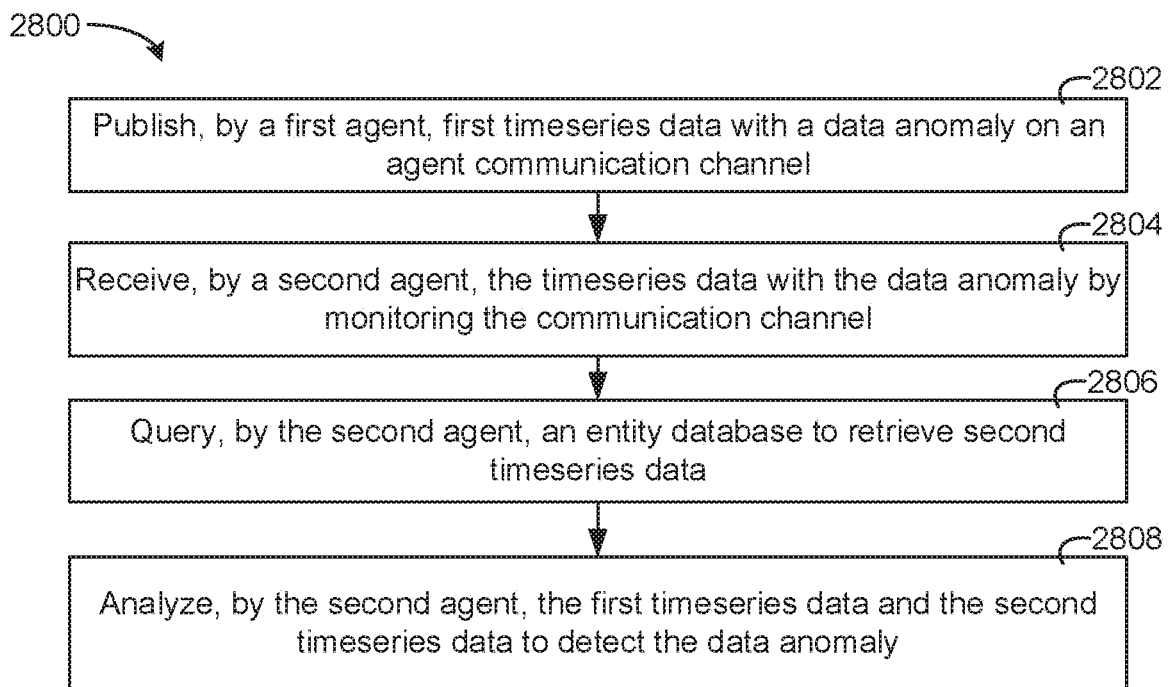 2800
2802
Publish, by a first agent, first timeseries data with a data anomaly on an
agent communication channel
2804
Receive, by a second agent, the timeseries data with the data anomaly by
monitoring the communication channel
2806
Query, by the second agent, an entity database to retrieve second
timeseries data
2808
Analyze, by the second agent, the first timeseries data and the second
timeseries data to detect the data anomaly